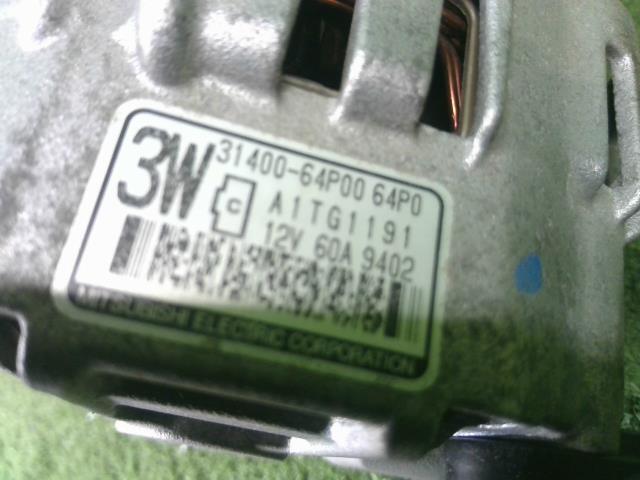 3W
31400-64P00 64P0
C
A1TG1191
12V 60A 9402
MITSUBISHI ELECTRIC CORPORATION